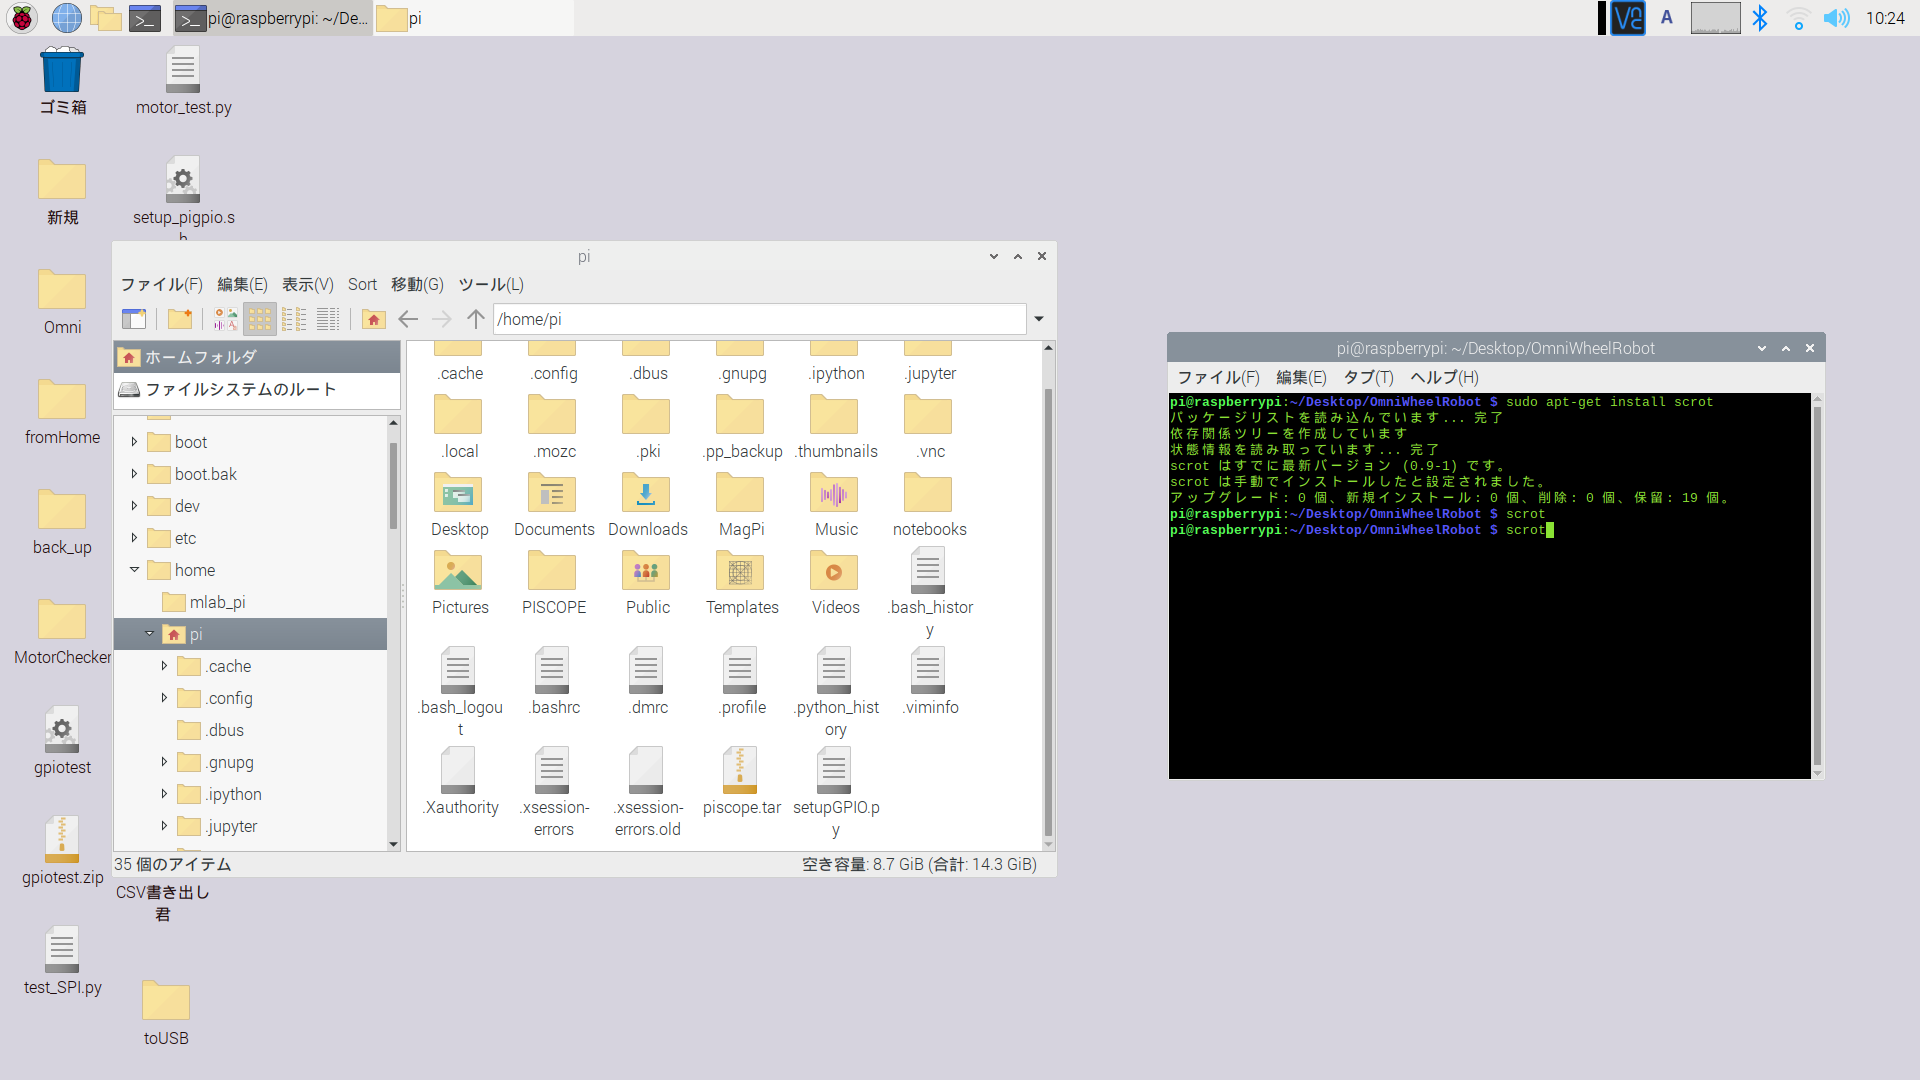 pi@raspberrypi: ~/De...
pi
A
10:24
ゴミ箱
motor_test.py
新規
setup_pigpio.s
h
Omni
fromHome
back_up
MotorChecker
gpiotest
gpiotest.zip
test_SPI.py
CSV書き出し
君
toUSB
pi
ファイル(F) 編集(E) 表示(V) Sort 移動(G) ツール(L)
/home/pi
ホームフォルダ
ファイルシステムのルート
boot
boot.bak
dev
etc
home
mlab_pi
pi
.cache
.config
.dbus
.gnupg
.ipython
.jupyter
.cache .config .dbus .gnupg .ipython .jupyter
.local .mozc .pki .pp_backup .thumbnails .vnc
Desktop Documents Downloads MagPi Music notebooks
Pictures PISCOPE Public Templates Videos .bash_histor
y
.bash_logou .bashrc .dmrc .profile .python_hist .viminfo
t ory
.Xauthority .xsession- .xsession- piscope.tar setupGPIO.p
errors errors.old y
35 個のアイテム
空き容量: 8.7 GiB (合計: 14.3 GiB)
pi@raspberrypi: ~/Desktop/OmniWheelRobot
ファイル(F) 編集(E) タブ(T) ヘルプ(H)
pi@raspberrypi:~/Desktop/OmniWheelRobot $ sudo apt-get install scrot
パッケージリストを読み込んでいます... 完了
依存関係ツリーを作成しています
状態情報を読み取っています... 完了
scrot はすでに最新バージョン (0.9-1) です。
scrot は手動でインストールしたと設定されました。
アップグレード: 0 個、新規インストール: 0 個、削除: 0 個、保留: 19 個。
pi@raspberrypi:~/Desktop/OmniWheelRobot $ scrot
pi@raspberrypi:~/Desktop/OmniWheelRobot $ scrot